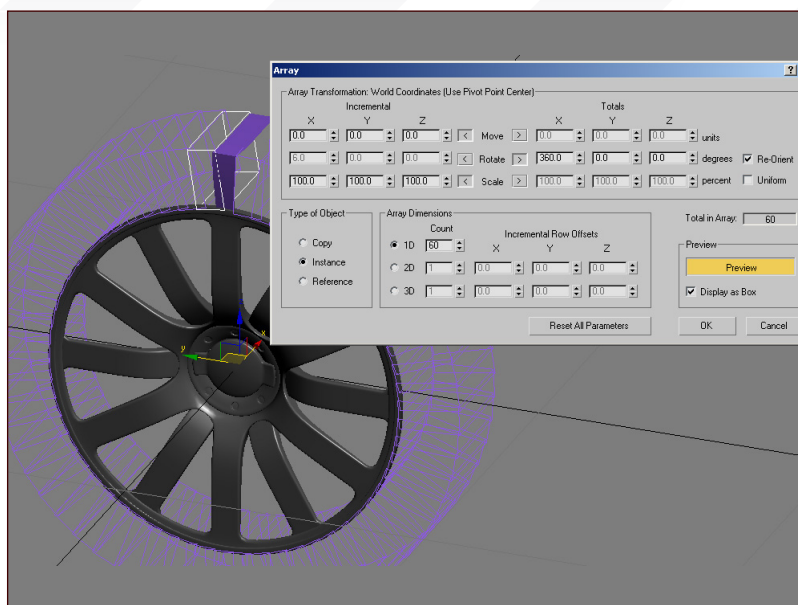 Array
?
Array Transformation: World Coordinates (Use Pivot Point Center)
Incremental Totals
X Y Z X Y Z
0.0 0.0 0.0 < Move > 0.0 0.0 0.0 units
6.0 0.0 0.0 < Rotate > 360.0 0.0 0.0 degrees Re-Orient
100.0 100.0 100.0 < Scale > 100.0 100.0 100.0 percent Uniform
Type of Object
Copy
Instance
Reference
Array Dimensions
Count
Incremental Row Offsets
1D 60 X Y Z
2D 1 0.0 0.0 0.0
3D 1 0.0 0.0 0.0
Total in Array: 60
Preview
Preview
Display as Box
Reset All Parameters OK Cancel
x
y